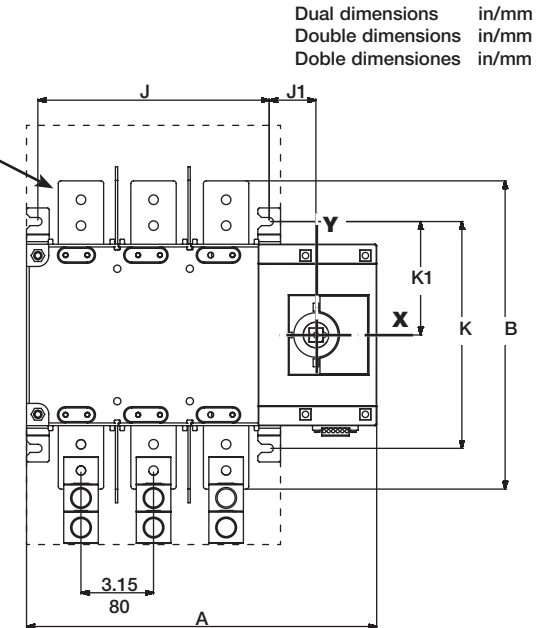 Dual dimensions in/mm
Double dimensions in/mm
Doble dimensiones in/mm
J J1
Y
K1
X
K B
3.15
80
A